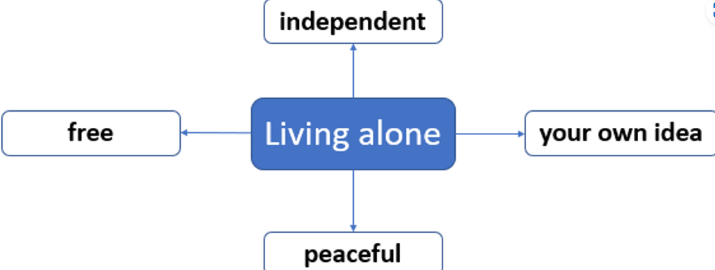 independent
free
Living alone
your own idea
peaceful